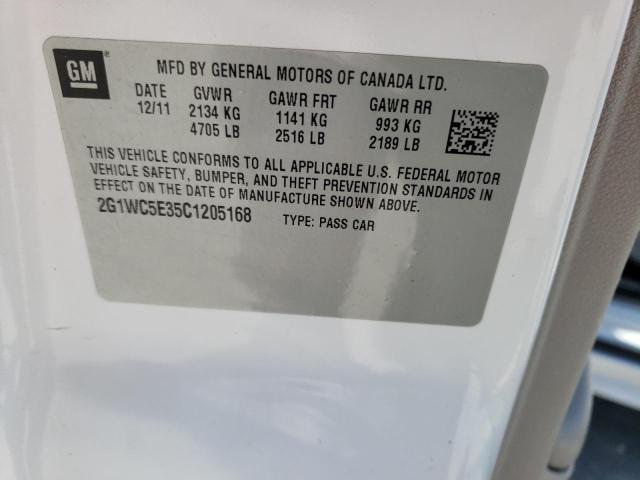 GM
MFD BY GENERAL MOTORS OF CANADA LTD.
DATE GVWR GAWR FRT GAWR RR
12/11 2134 KG 1141 KG 993 KG
4705 LB 2516 LB 2189 LB
THIS VEHICLE CONFORMS TO ALL APPLICABLE U.S. FEDERAL MOTOR
VEHICLE SAFETY, BUMPER, AND THEFT PREVENTION STANDARDS IN
EFFECT ON THE DATE OF MANUFACTURE SHOWN ABOVE.
2G1WC5E35C1205168 TYPE: PASS CAR